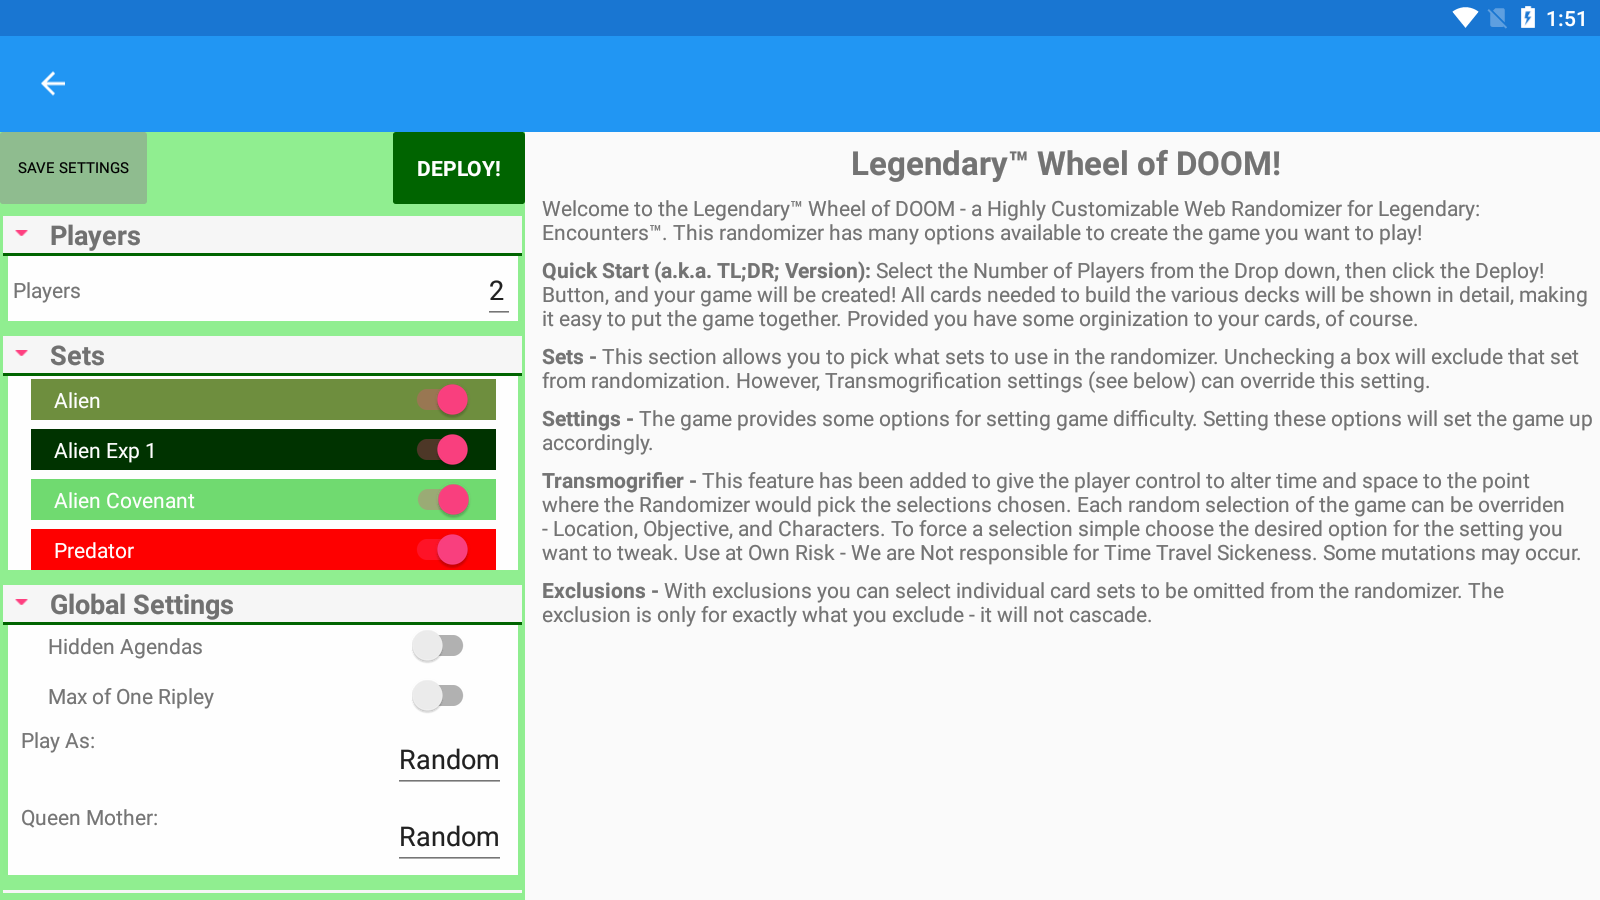 1:51
SAVE SETTINGS
DEPLOY!
Players
Players
2
Sets
Alien
Alien Exp 1
Alien Covenant
Predator
Global Settings
Hidden Agendas
Max of One Ripley
Play As:
Random
Queen Mother:
Random
Legendary™ Wheel of DOOM!
Welcome to the Legendary™ Wheel of DOOM - a Highly Customizable Web Randomizer for Legendary:
Encounters™. This randomizer has many options available to create the game you want to play!
Quick Start (a.k.a. TL;DR; Version): Select the Number of Players from the Drop down, then click the Deploy!
Button, and your game will be created! All cards needed to build the various decks will be shown in detail, making
it easy to put the game together. Provided you have some orginization to your cards, of course.
Sets - This section allows you to pick what sets to use in the randomizer. Unchecking a box will exclude that set
from randomization. However, Transmogrification settings (see below) can override this setting.
Settings - The game provides some options for setting game difficulty. Setting these options will set the game up
accordingly.
Transmogrifier - This feature has been added to give the player control to alter time and space to the point
where the Randomizer would pick the selections chosen. Each random selection of the game can be overriden
- Location, Objective, and Characters. To force a selection simple choose the desired option for the setting you
want to tweak. Use at Own Risk - We are Not responsible for Time Travel Sickeness. Some mutations may occur.
Exclusions - With exclusions you can select individual card sets to be omitted from the randomizer. The
exclusion is only for exactly what you exclude - it will not cascade.